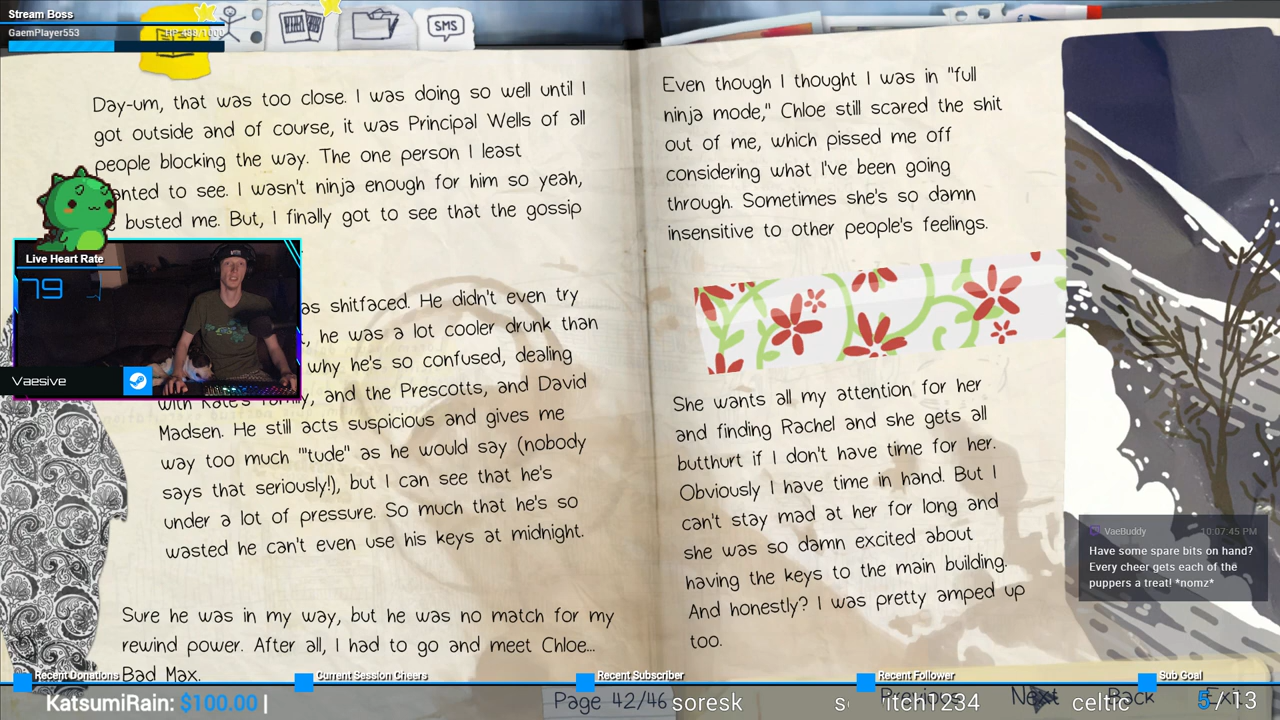 Stream Boss
GaemPlayer553
HP: 489/1000
SMS
Day-um, that was too close. I was doing so well until I
got outside and of course, it was Principal Wells of all
people blocking the way. The one person I least
to see. I wasn't ninja enough for him so yeah,
busted me. But, I finally got to see that the gossip
as shitfaced. He didn't even try
he was a lot cooler drunk than
why he's so confused, dealing
with and the Prescotts, and David
Madsen. He still acts suspicious and gives me
way too much "'tude" as he would say (nobody
says that seriously!), but I can see that he's
under a lot of pressure. So much that he's so
wasted he can't even use his keys at midnight.
Sure he was in my way, but he was no match for my
rewind power. After all, I had to go and meet Chloe...
Bad Max.
Even though I thought I was in "full
ninja mode," Chloe still scared the shit
out of me, which pissed me off
considering what I've been going
through. Sometimes she's so damn
insensitive to other people's feelings.
She wants all my attention for her
and finding Rachel and she gets all
butthurt if I don't have time for her.
Obviously I have time in hand. But I
can't stay mad at her for long and
she was so damn excited about
having the keys to the main building.
And honestly? I was pretty amped up
too.
Live Heart Rate
79
Vaesive
VaeBuddy 10:07:45 PM
Have some spare bits on hand?
Every cheer gets each of the
puppers a treat! *nomz*
Recent Donations
Current Session Cheers
Recent Subscriber
Recent Follower
Sub Goal
KatsumiRain: $100.00 |
Page 42/46
soresk
itch1234
celtic
5 / 13
Previous
Next
Back
Exit